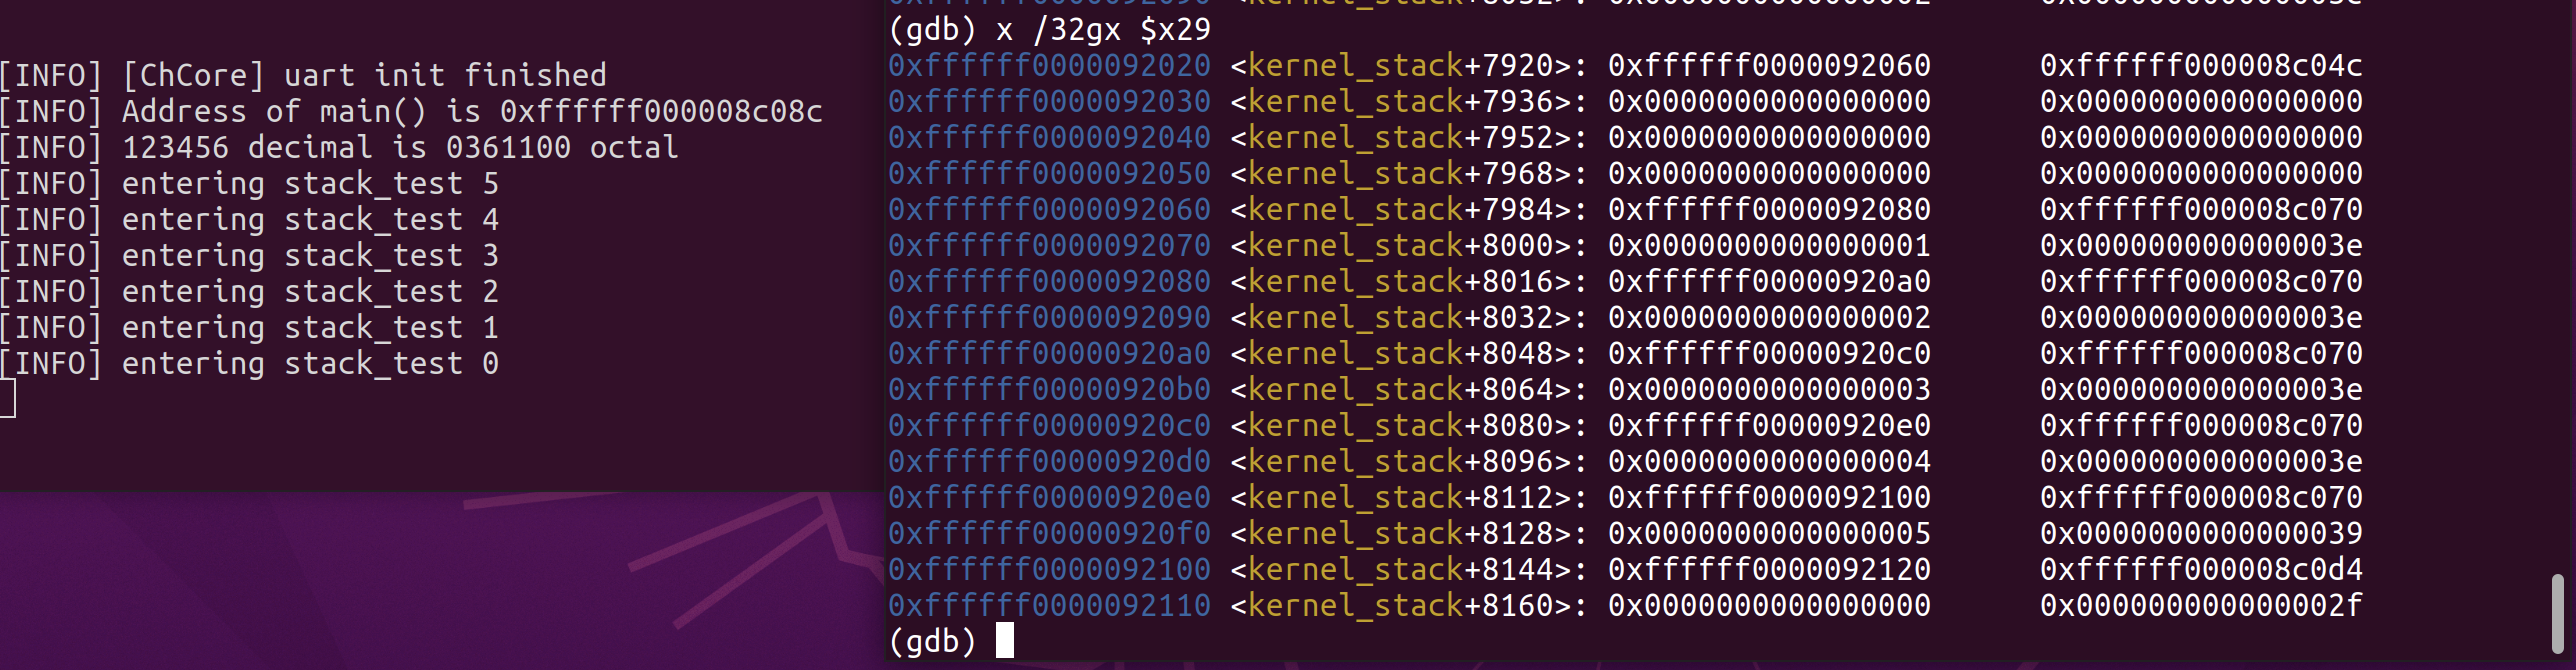 [INFO] [ChCore] uart init finished
[INFO] Address of main() is 0xffffff000008c08c
[INFO] 123456 decimal is 0361100 octal
[INFO] entering stack_test 5
[INFO] entering stack_test 4
[INFO] entering stack_test 3
[INFO] entering stack_test 2
[INFO] entering stack_test 1
[INFO] entering stack_test 0
(gdb) x /32gx $x29
0xffffff0000092020 <kernel_stack+7920>: 0xffffff0000092060 0xffffff000008c04c
0xffffff0000092030 <kernel_stack+7936>: 0x0000000000000000 0x0000000000000000
0xffffff0000092040 <kernel_stack+7952>: 0x0000000000000000 0x0000000000000000
0xffffff0000092050 <kernel_stack+7968>: 0x0000000000000000 0x0000000000000000
0xffffff0000092060 <kernel_stack+7984>: 0xffffff0000092080 0xffffff000008c070
0xffffff0000092070 <kernel_stack+8000>: 0x0000000000000001 0x000000000000003e
0xffffff0000092080 <kernel_stack+8016>: 0xffffff00000920a0 0xffffff000008c070
0xffffff0000092090 <kernel_stack+8032>: 0x0000000000000002 0x000000000000003e
0xffffff00000920a0 <kernel_stack+8048>: 0xffffff00000920c0 0xffffff000008c070
0xffffff00000920b0 <kernel_stack+8064>: 0x0000000000000003 0x000000000000003e
0xffffff00000920c0 <kernel_stack+8080>: 0xffffff00000920e0 0xffffff000008c070
0xffffff00000920d0 <kernel_stack+8096>: 0x0000000000000004 0x000000000000003e
0xffffff00000920e0 <kernel_stack+8112>: 0xffffff0000092100 0xffffff000008c070
0xffffff00000920f0 <kernel_stack+8128>: 0x0000000000000005 0x0000000000000039
0xffffff0000092100 <kernel_stack+8144>: 0xffffff0000092120 0xffffff000008c0d4
0xffffff0000092110 <kernel_stack+8160>: 0x0000000000000000 0x000000000000002f
(gdb)